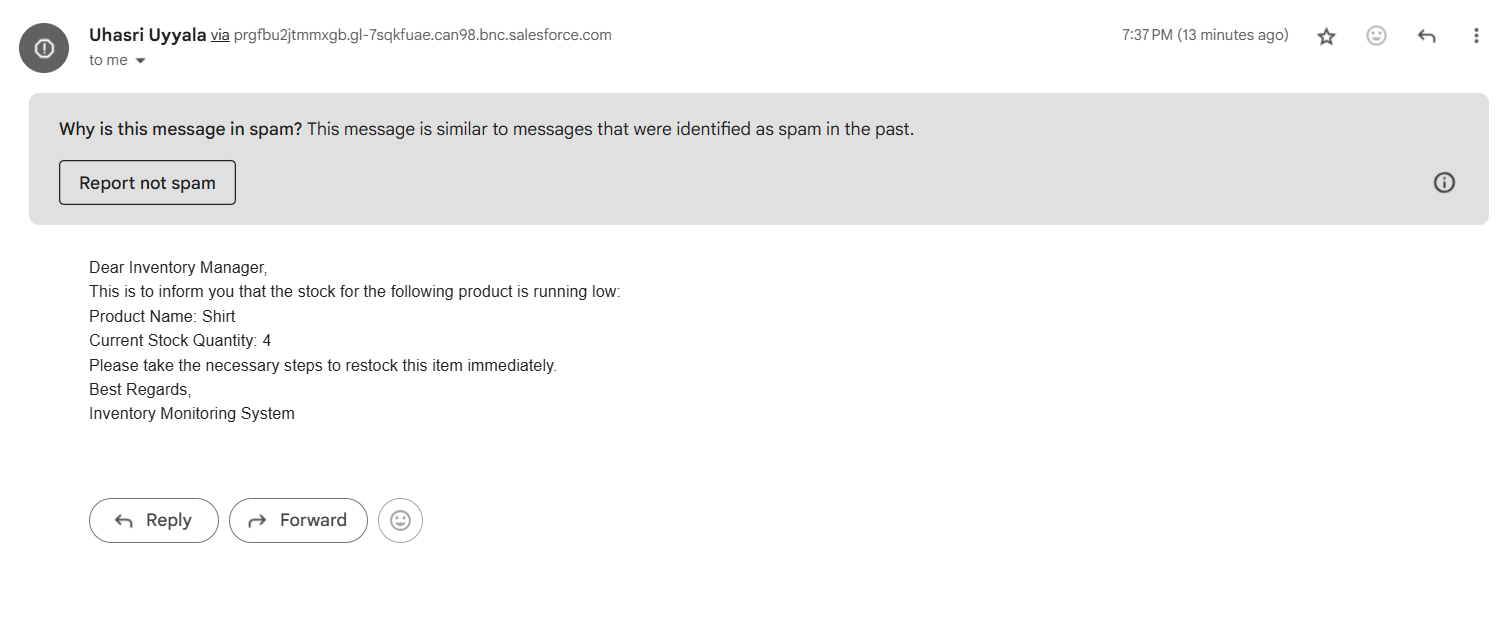 Uhasri Uyyala via prgfbu2jtmmxgb.gl-7sqkfuae.can98.bnc.salesforce.com 7:37 PM (13 minutes ago)
to me
Why is this message in spam? This message is similar to messages that were identified as spam in the past.
Report not spam
Dear Inventory Manager,
This is to inform you that the stock for the following product is running low:
Product Name: Shirt
Current Stock Quantity: 4
Please take the necessary steps to restock this item immediately.
Best Regards,
Inventory Monitoring System
Reply Forward